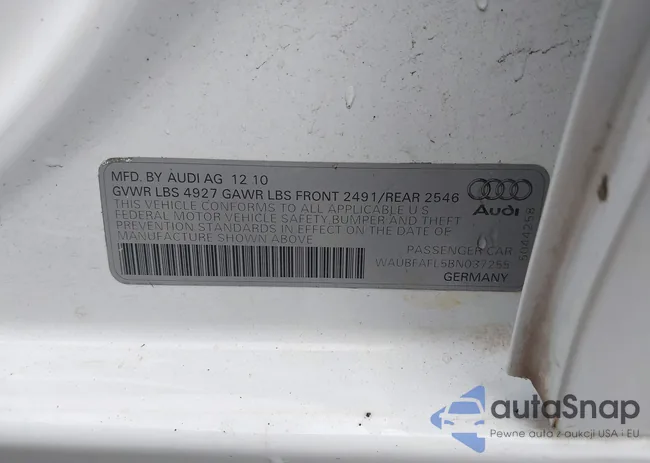 MFD. BY AUDI AG 12 10
GVWR LBS 4927 GAWR LBS FRONT 2491/REAR 2546
THIS VEHICLE CONFORMS TO ALL APPLICABLE U S
FEDERAL MOTOR VEHICLE SAFETY,BUMPER AND THEFT
PREVENTION STANDARDS IN EFFECT ON THE DATE OF
MANUFACTURE SHOWN ABOVE
Audi
PASSENGER CAR
WAUBFAFL5BN037255
GERMANY
autoSnap
Pewne auta z aukcji USA i EU